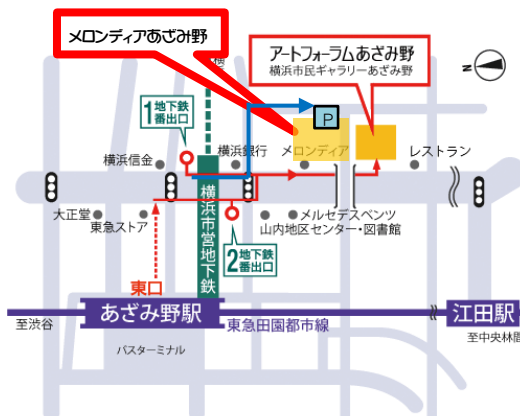 メロンディアあざみ野
横
アートフォーラムあざみ野
横浜市民ギャラリーあざみ野
N
P
1 地下鉄
番出口
横浜信金
横浜銀行
メロンディア
レストラン
横浜市営地下鉄
大正堂
東急ストア
メルセデスベンツ
山内地区センター・図書館
2 地下鉄
番出口
東口
あざみ野駅
江田駅
至渋谷
東急田園都市線
至中央林間
バスターミナル